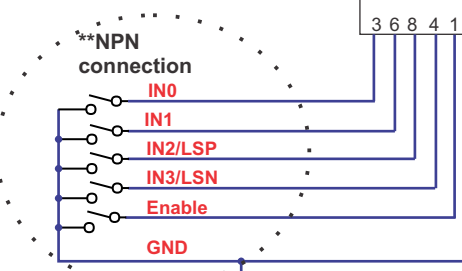 3 6 8 4 1
**NPN
connection
IN0
IN1
IN2/LSP
IN3/LSN
Enable
GND